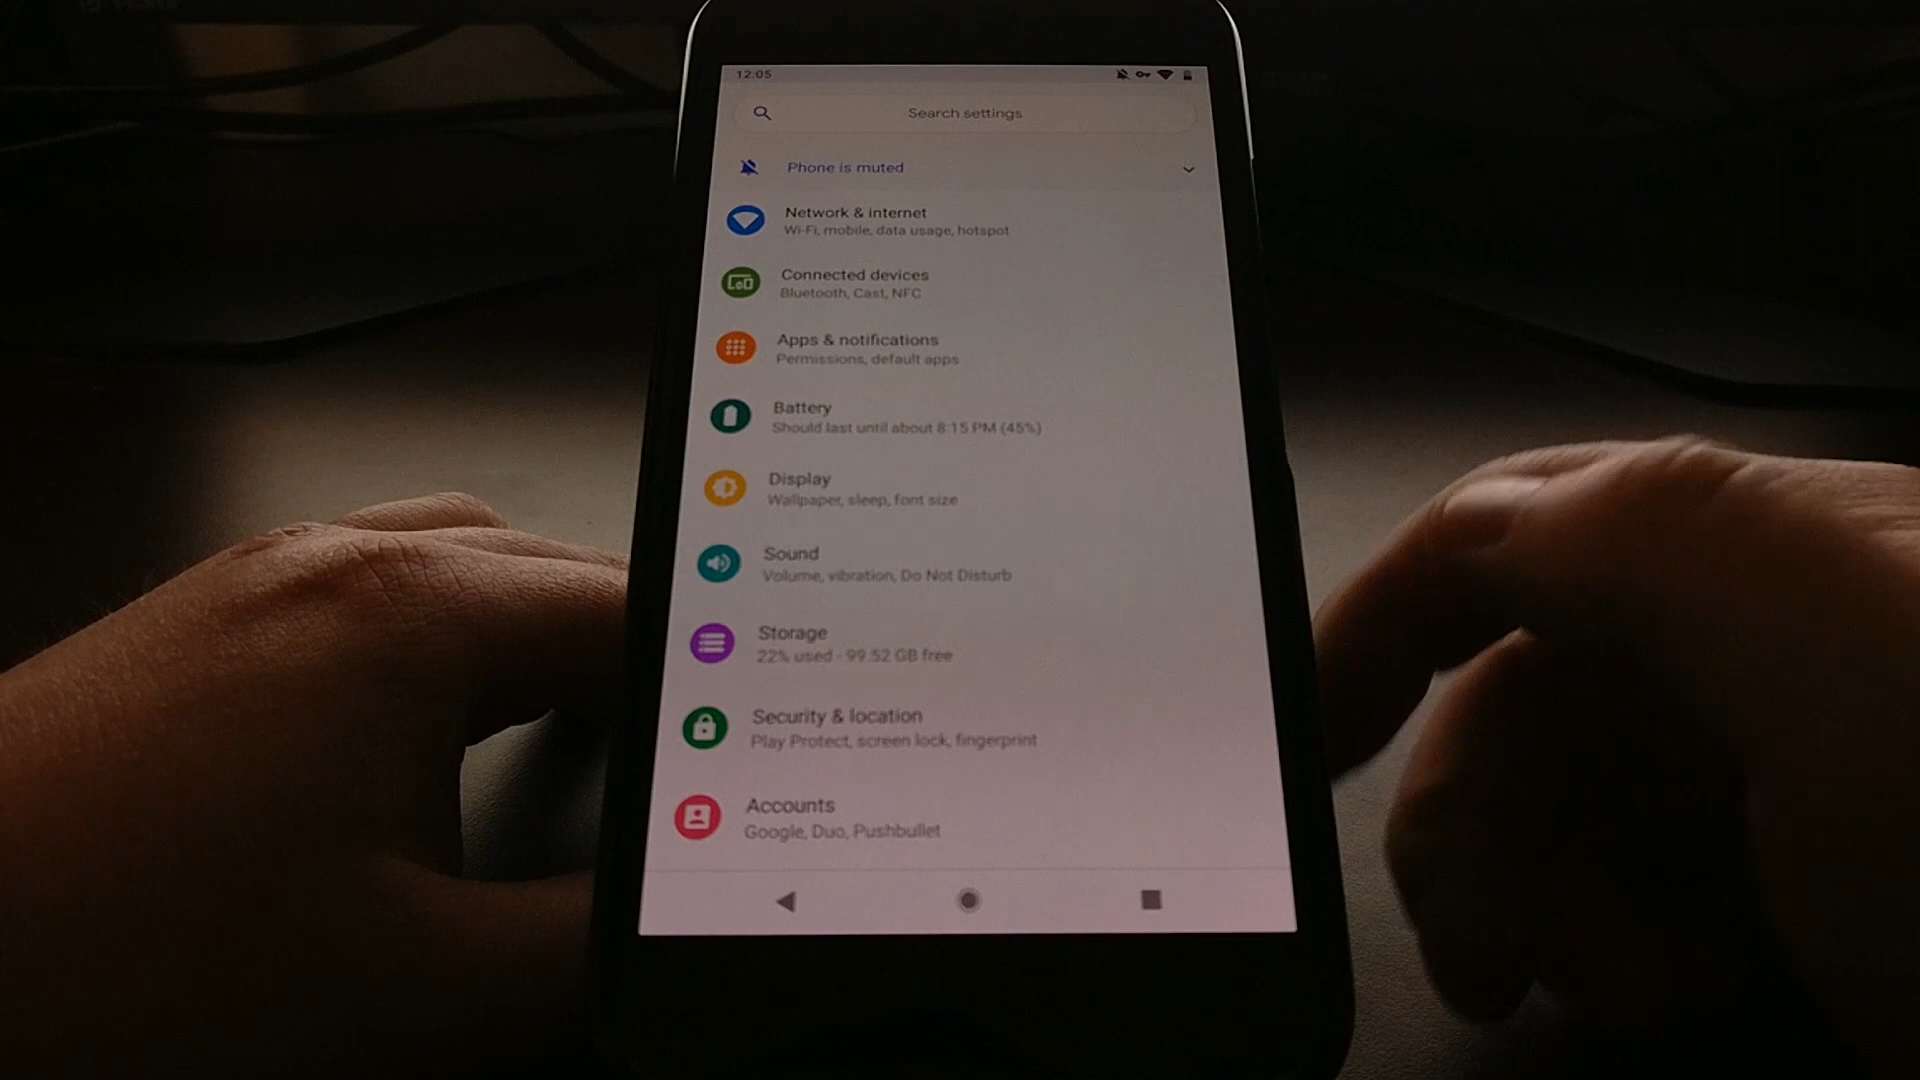 12:05
Search settings
Phone is muted
Network & internet
Wi-Fi, mobile, data usage, hotspot
Connected devices
Bluetooth, Cast, NFC
Apps & notifications
Permissions, default apps
Battery
Should last until about 8:15 PM (45%)
Display
Wallpaper, sleep, font size
Sound
Volume, vibration, Do Not Disturb
Storage
22% used - 99.52 GB free
Security & location
Play Protect, screen lock, fingerprint
Accounts
Google, Duo, Pushbullet